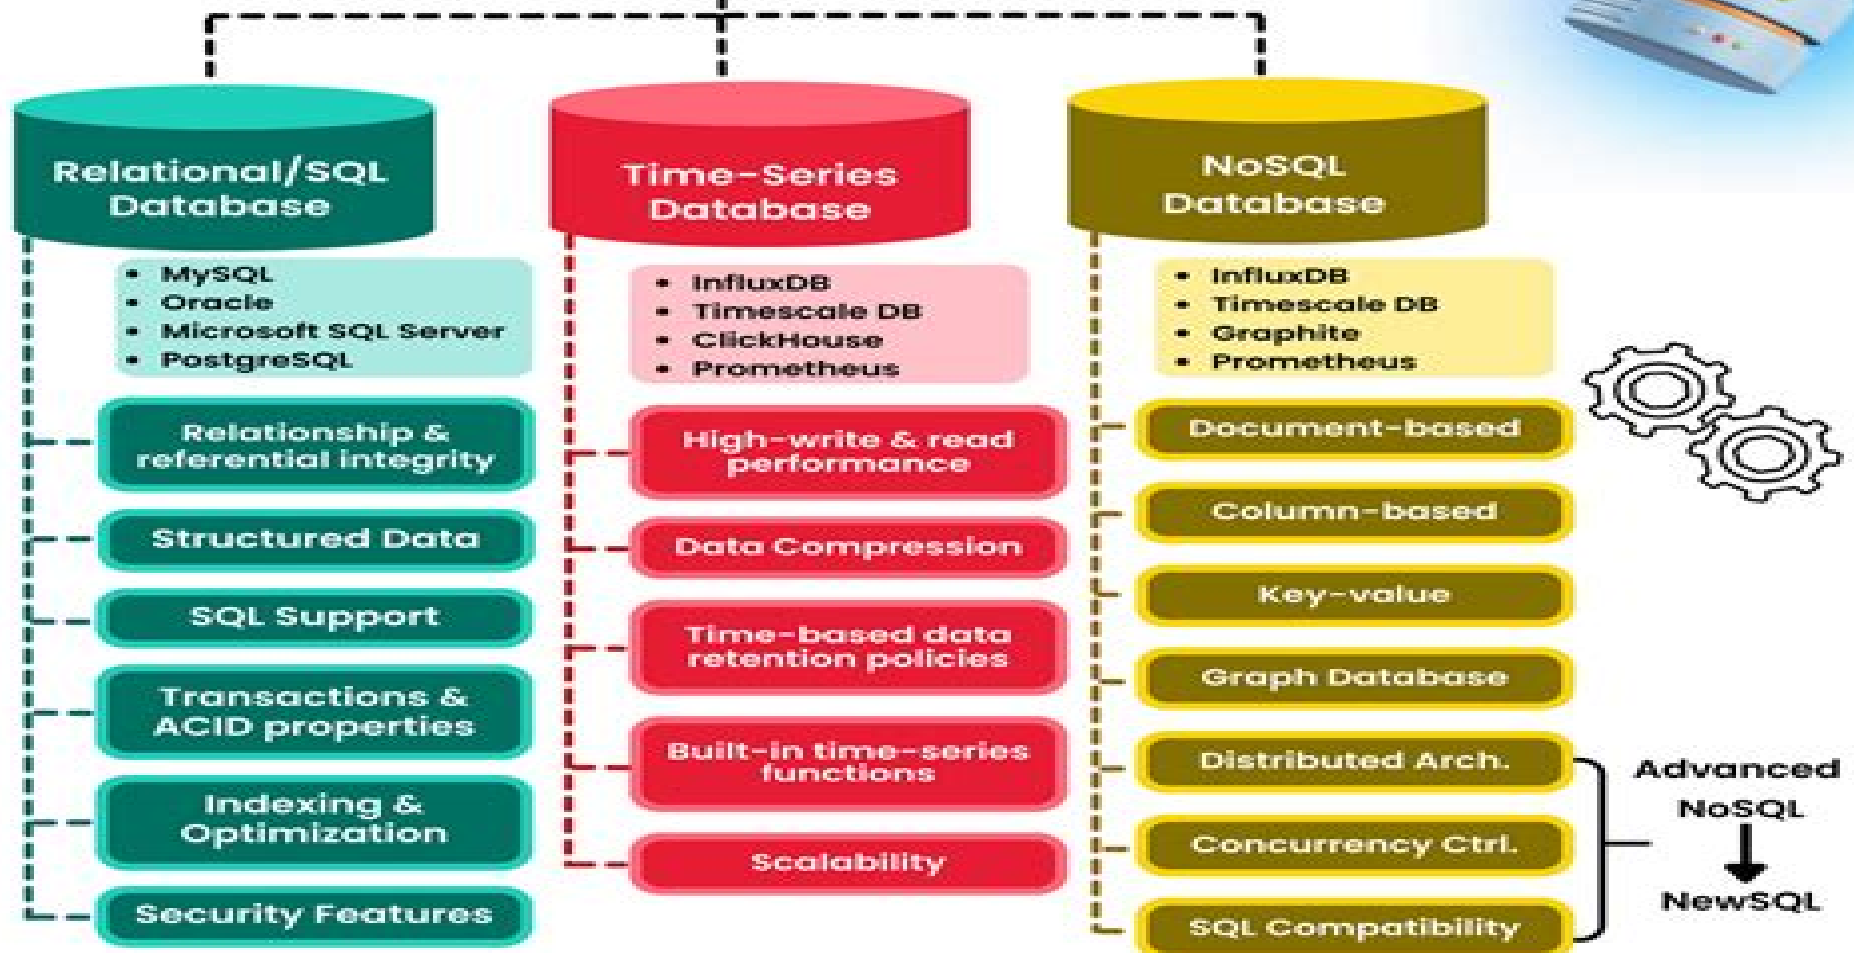 Relational/SQL
Database
• MySQL
• Oracle
• Microsoft SQL Server
• PostgreSQL
Relationship &
referential integrity
Structured Data
SQL Support
Transactions &
ACID properties
Indexing &
Optimization
Security Features
Time-Series
Database
• InfluxDB
• Timescale DB
• ClickHouse
• Prometheus
High-write & read
performance
Data Compression
Time-based data
retention policies
Built-in time-series
functions
Scalability
NoSQL
Database
• InfluxDB
• Timescale DB
• Graphite
• Prometheus
Document-based
Column-based
Key-value
Graph Database
Distributed Arch.
Concurrency Ctrl.
SQL Compatibility
Advanced
NoSQL
NewSQL